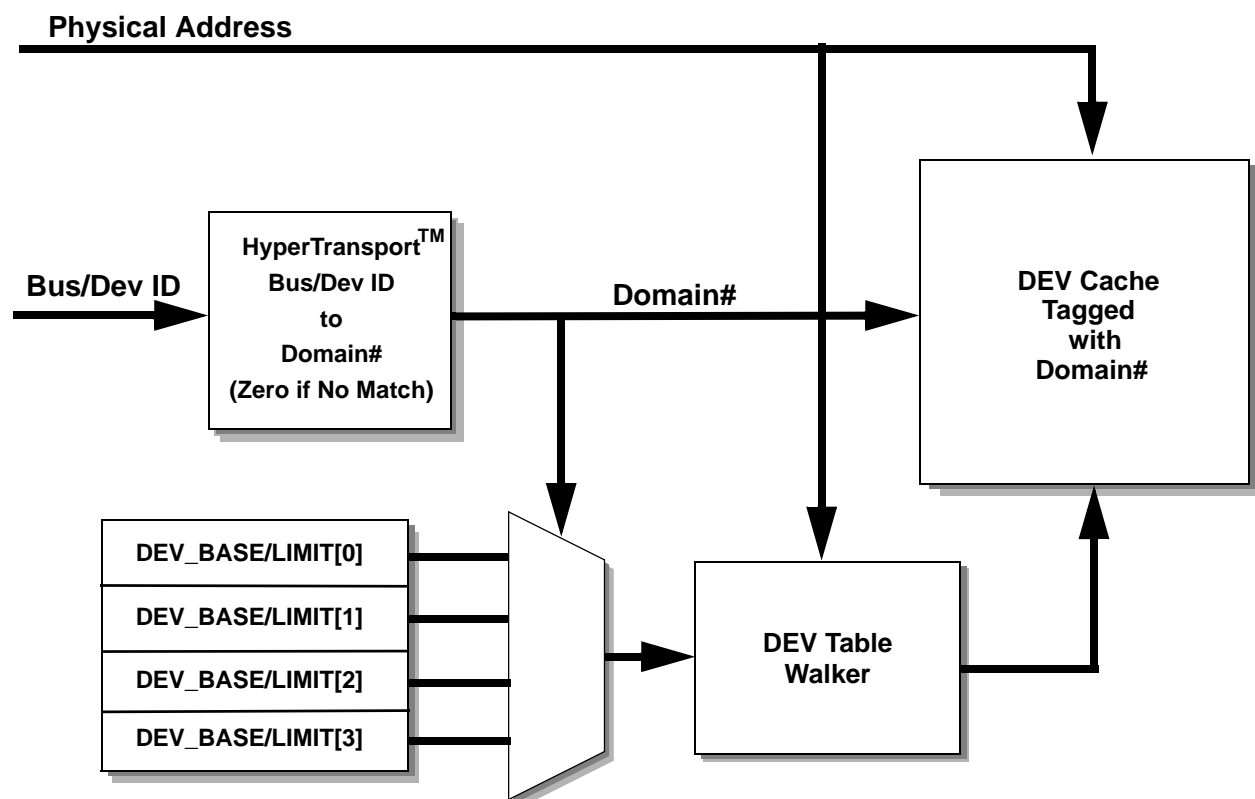 Physical Address
Bus/Dev ID
HyperTransport™
Bus/Dev ID
to
Domain#
(Zero if No Match)
Domain#
DEV Cache
Tagged
with
Domain#
DEV_BASE/LIMIT[0]
DEV_BASE/LIMIT[1]
DEV_BASE/LIMIT[2]
DEV_BASE/LIMIT[3]
DEV Table
Walker